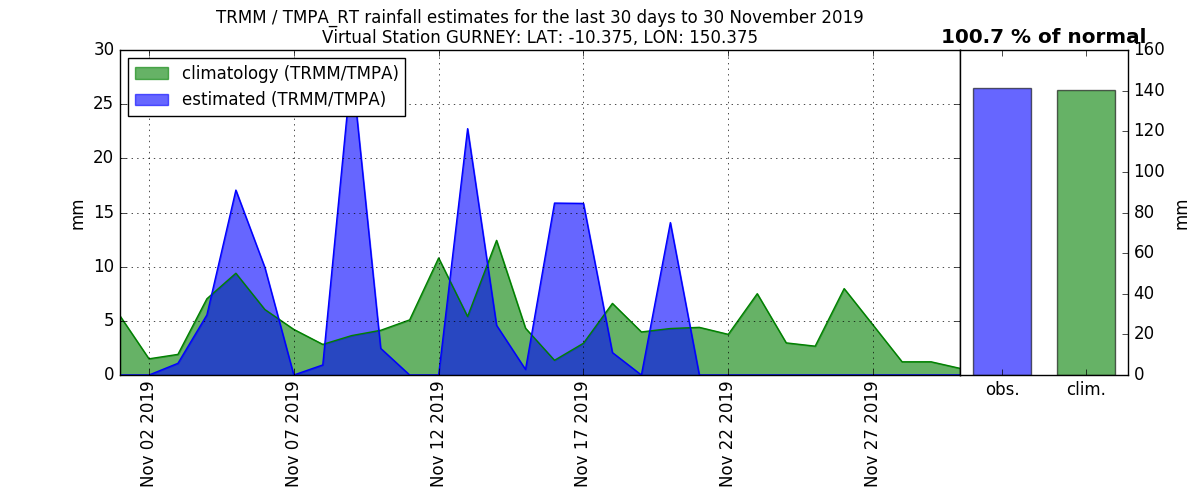 TRMM / TMPA_RT rainfall estimates for the last 30 days to 30 November 2019
Virtual Station GURNEY: LAT: -10.375, LON: 150.375
100.7 % of normal
climatology (TRMM/TMPA)
estimated (TRMM/TMPA)
30
25
20
15
10
5
0
mm
Nov 02 2019
Nov 07 2019
Nov 12 2019
Nov 17 2019
Nov 22 2019
Nov 27 2019
obs.
clim.
160
140
120
100
80
60
40
20
0
mm